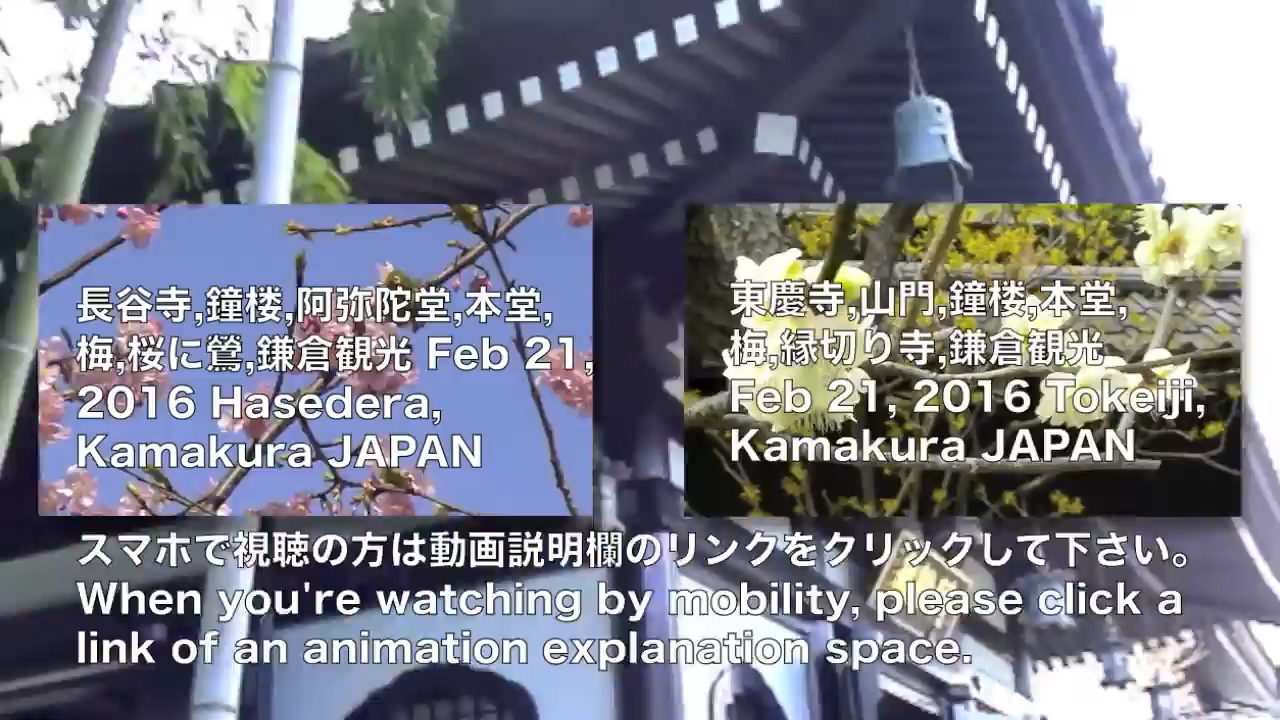 長谷寺,鐘楼,阿弥陀堂,本堂,
梅,桜に鶯,鎌倉観光 Feb 21,
2016 Hasedera,
Kamakura JAPAN
東慶寺,山門,鐘楼,本堂,
梅,縁切り寺,鎌倉観光
Feb 21, 2016 Tokeiji,
Kamakura JAPAN
スマホで視聴の方は動画説明欄のリンクをクリックして下さい。
When you're watching by mobility, please click a
link of an animation explanation space.